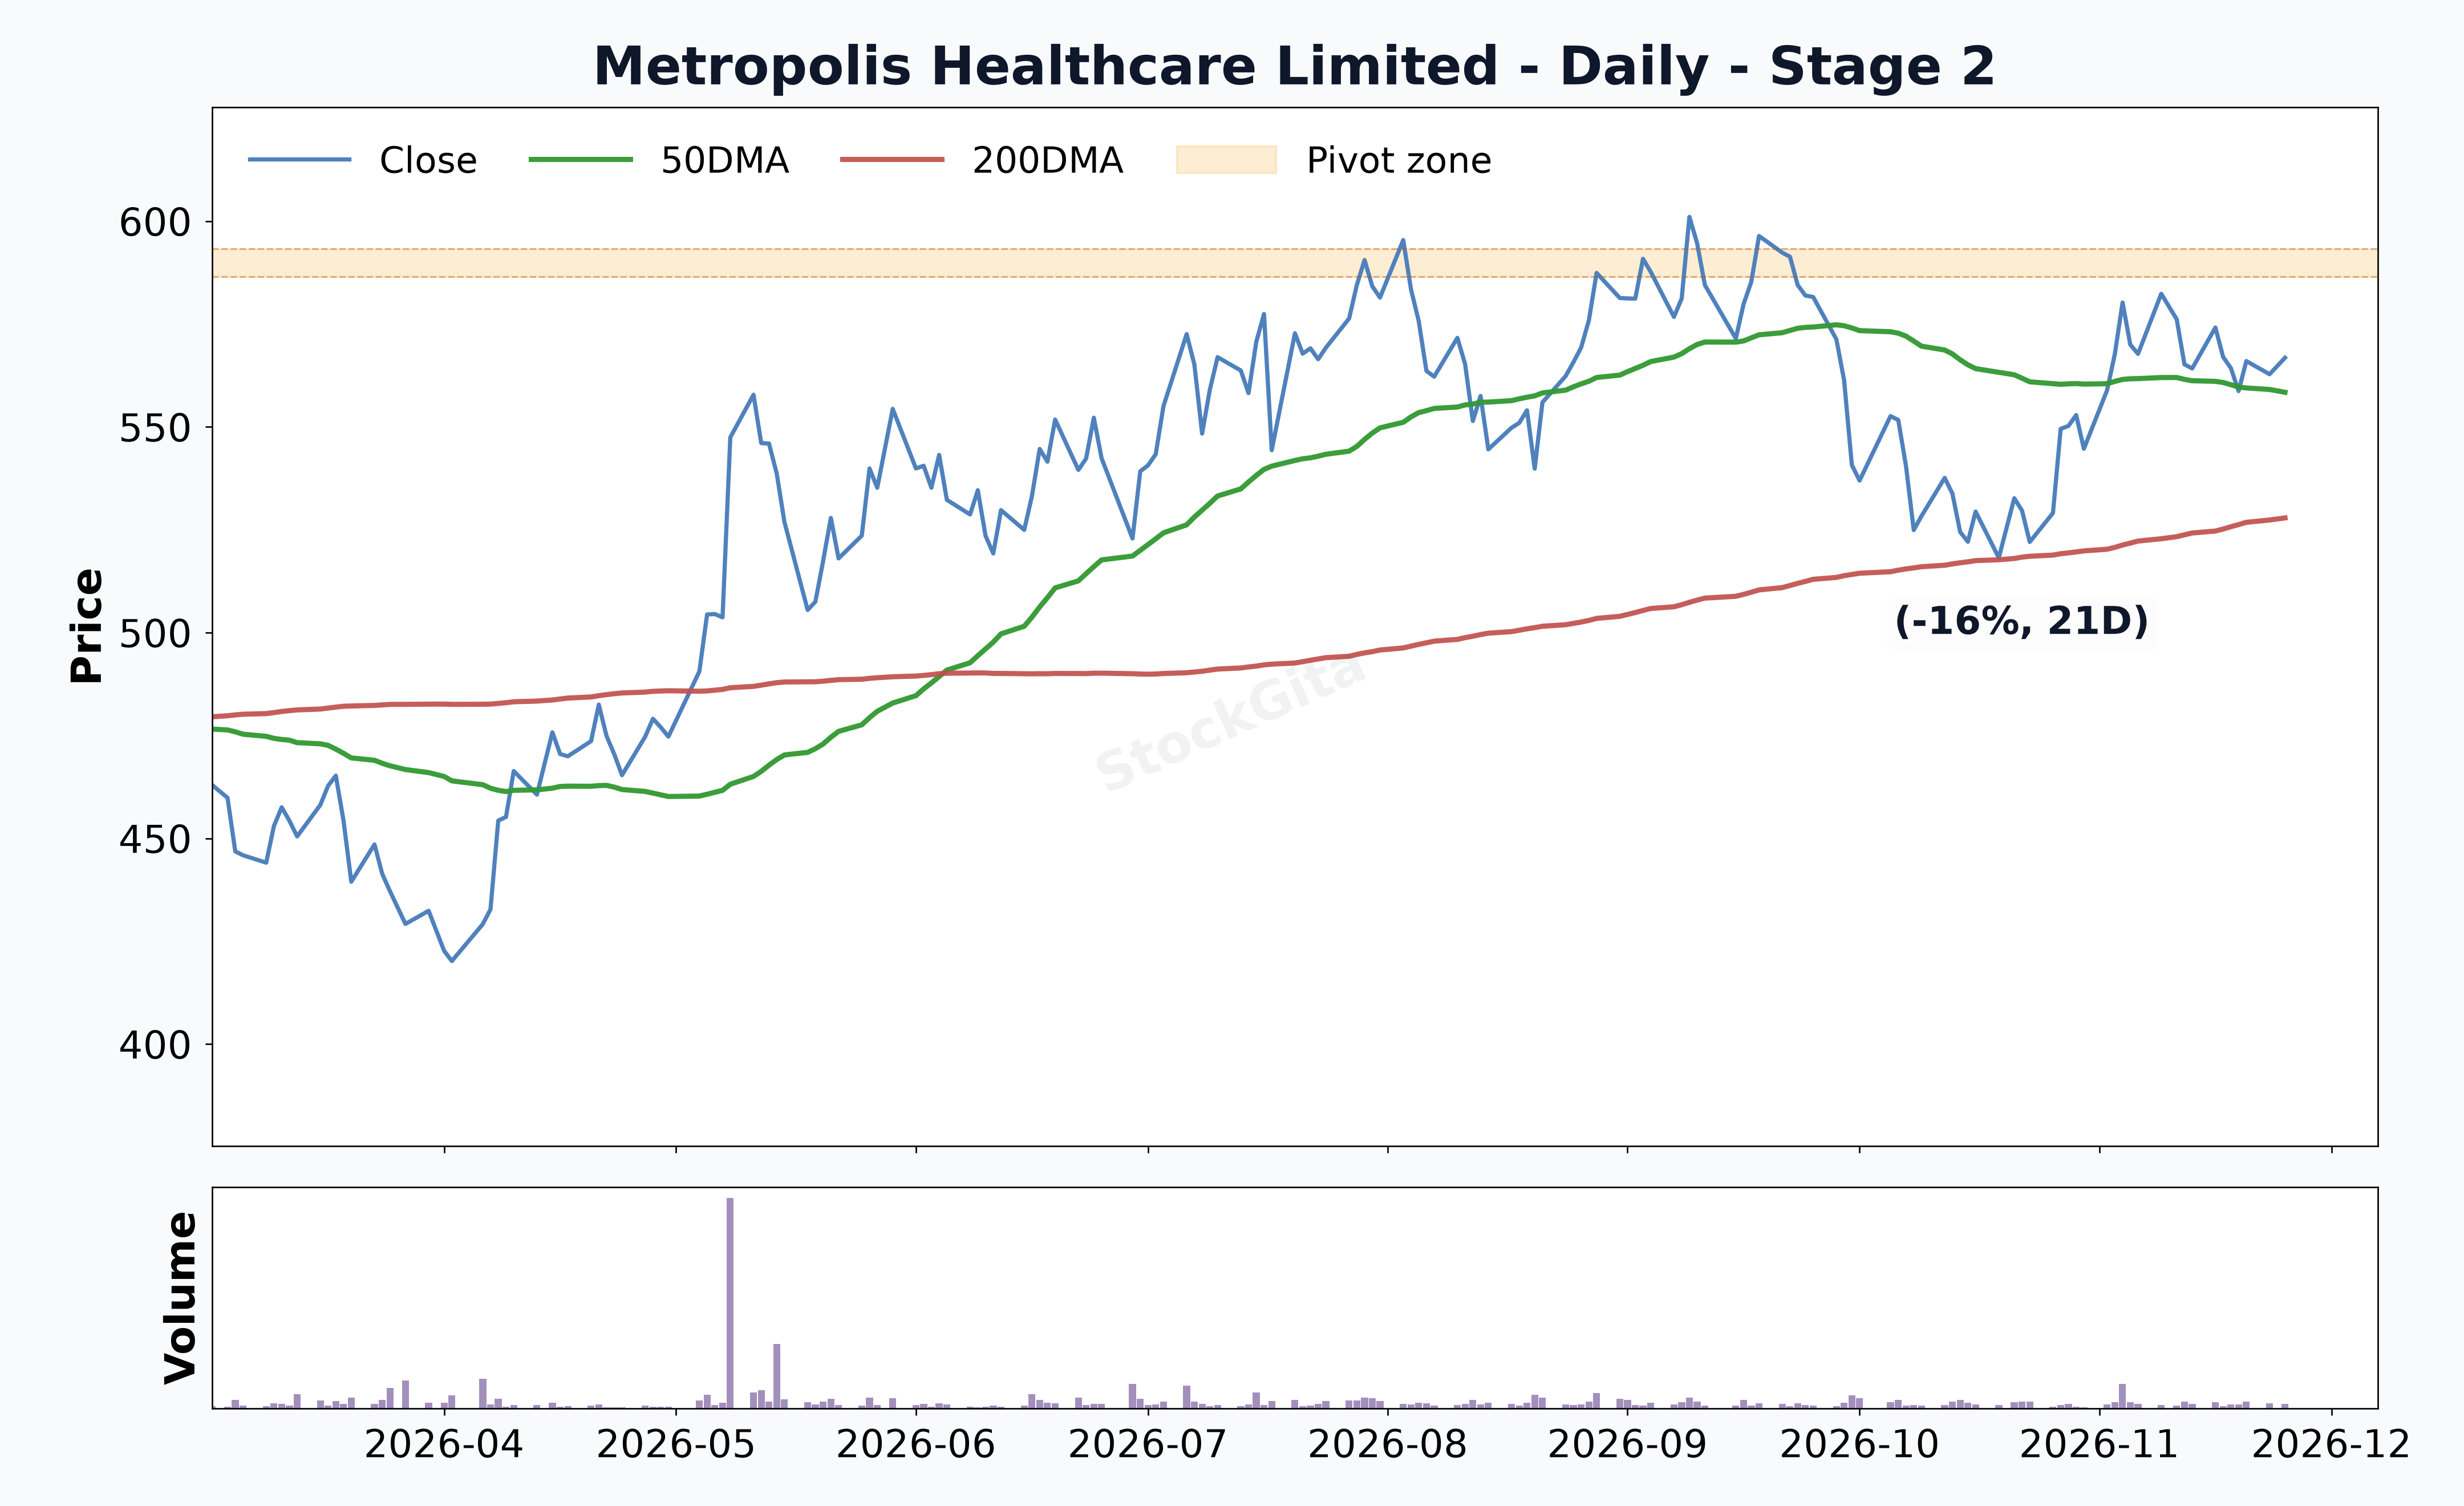 Metropolis Healthcare Limited - Daily - Stage 2
Close 50DMA 200DMA Pivot zone
600
550
500
450
400
Price
(-16%, 21D)
StockGita
Volume
2026-04 2026-05 2026-06 2026-07 2026-08 2026-09 2026-10 2026-11 2026-12